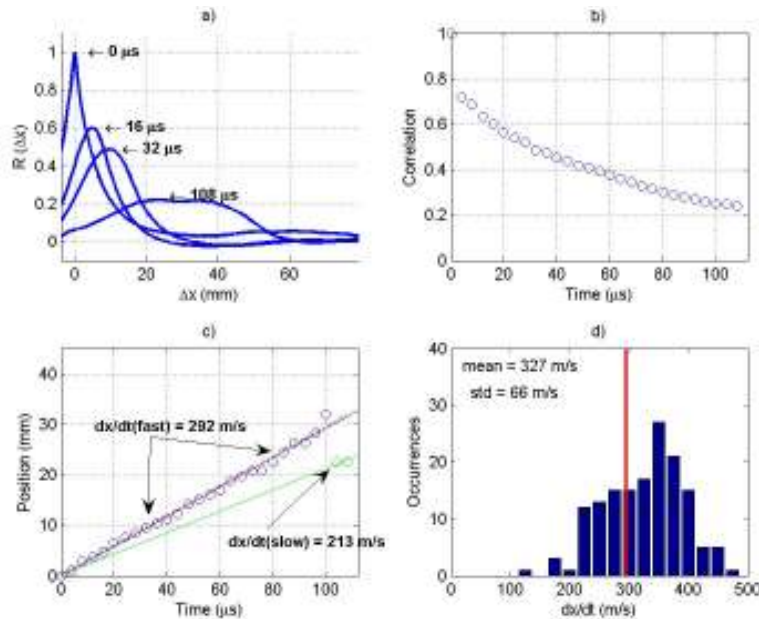 a)
1
0.8
0.6
0.4
0.2
0
R (Δx)
← 0 μs
← 16 μs
← 32 μs
← 108 μs
0 20 40 60
Δx (mm)
b)
1
0.8
0.6
0.4
0.2
0
Correlation
0 20 40 60 80 100
Time (μs)
c)
40
30
20
10
0
Position (mm)
dx/dt(fast) = 292 m/s
dx/dt(slow) = 213 m/s
0 20 40 60 80 100
Time (μs)
d)
40
30
20
10
0
Occurrences
mean = 327 m/s
std = 66 m/s
0 100 200 300 400 500
dx/dt (m/s)